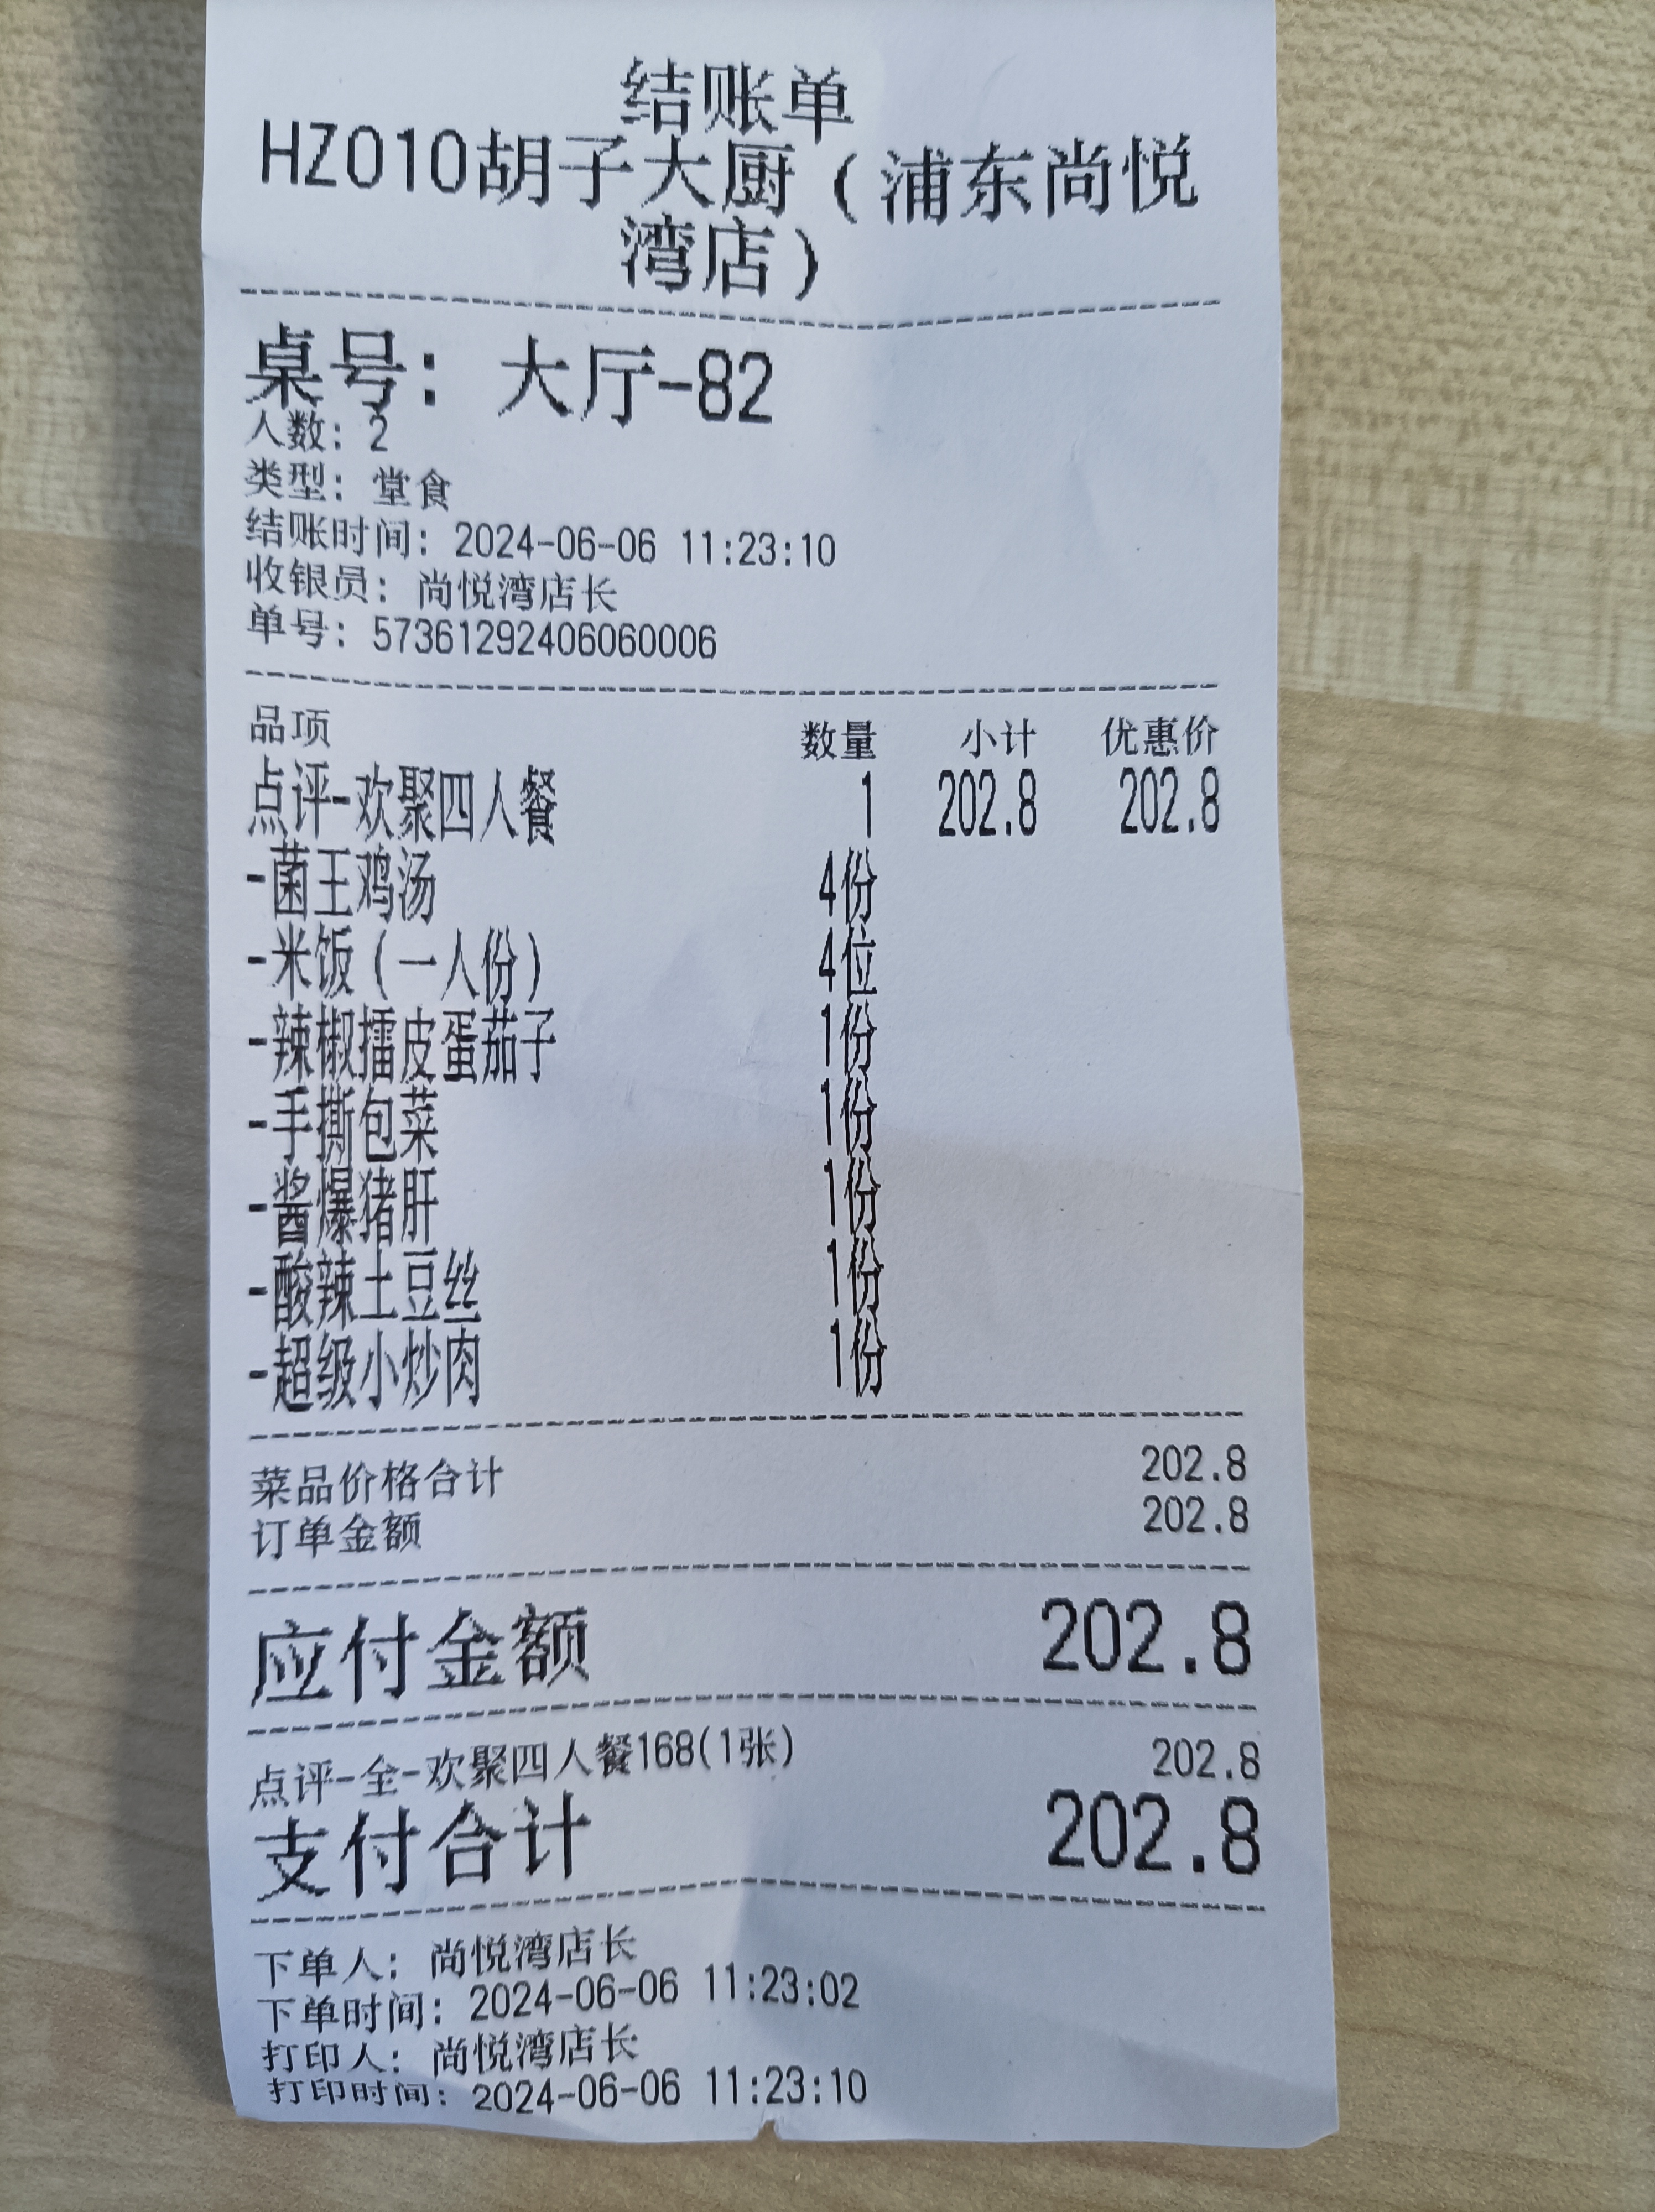 结账单
HZ010胡子大厨(浦东尚悦
湾店)
桌号: 大厅-82
人数: 2
类型: 堂食
结账时间: 2024-06-06 11:23:10
收银员: 尚悦湾店长
单号: 573612924060600​06
品项 数量 小计 优惠价
点评-欢聚四人餐 1 202.8 202.8
-菌王鸡汤 4份
-米饭(一人份) 4位
-辣椒擂皮蛋茄子 1份
-手撕包菜 1份
-酱爆猪肝 1份
-酸辣土豆丝 1份
-超级小炒肉 1份
菜品价格合计 202.8
订单金额 202.8
应付金额 202.8
点评-全-欢聚四人餐168(1张) 202.8
支付合计 202.8
下单人: 尚悦湾店长
下单时间: 2024-06-06 11:23:02
打印人: 尚悦湾店长
打印时间: 2024-06-06 11:23:10